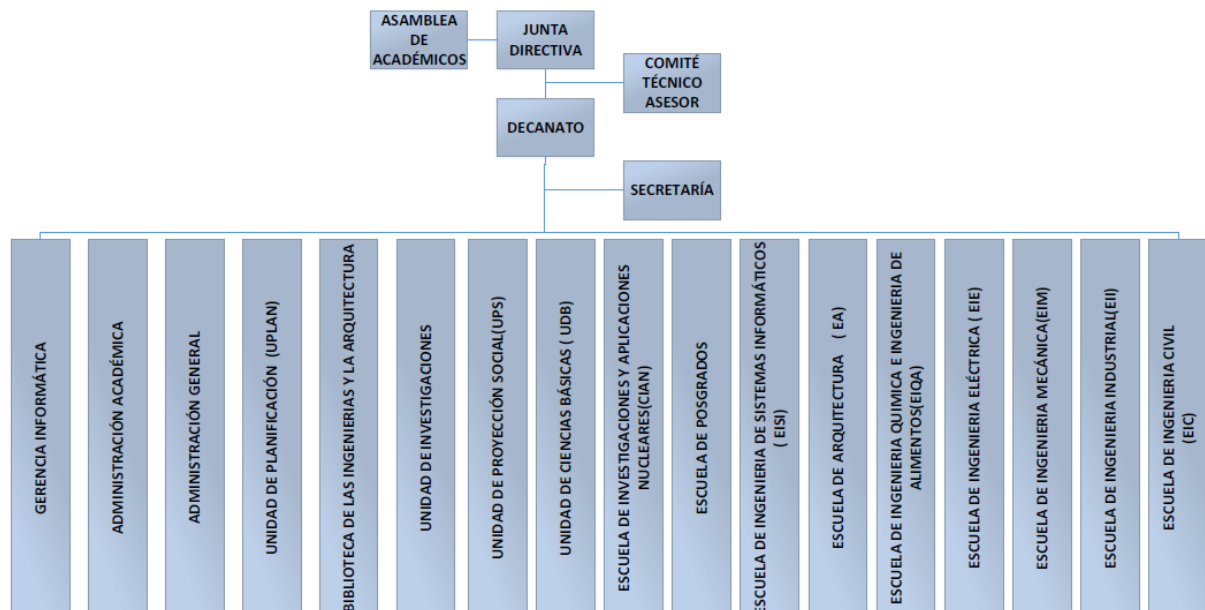 ASAMBLEA
DE
ACADÉMICOS
JUNTA
DIRECTIVA
COMITÉ
TÉCNICO
ASESOR
DECANATO
SECRETARÍA
GERENCIA INFORMÁTICA
ADMINISTRACIÓN ACADÉMICA
ADMINISTRACIÓN GENERAL
UNIDAD DE PLANIFICACIÓN (UPLAN)
BIBLIOTECA DE LAS INGENIERIAS Y LA ARQUITECTURA
UNIDAD DE INVESTIGACIONES
UNIDAD DE PROYECCIÓN SOCIAL(UPS)
UNIDAD DE CIENCIAS BÁSICAS ( UDB)
ESCUELA DE INVESTIGACIONES Y APLICACIONES
NUCLEARES(CIAN)
ESCUELA DE POSGRADOS
ESCUELA DE INGENIERIA DE SISTEMAS INFORMÁTICOS
( EISI)
ESCUELA DE ARQUITECTURA ( EA)
ESCUELA DE INGENIERIA QUIMICA E INGENIERIA DE
ALIMENTOS(EIQA)
ESCUELA DE INGENIERIA ELÉCTRICA ( EIE)
ESCUELA DE INGENIERIA MECÁNICA(EIM)
ESCUELA DE INGENIERIA INDUSTRIAL(EII)
ESCUELA DE INGENIERIA CIVIL
(EIC)